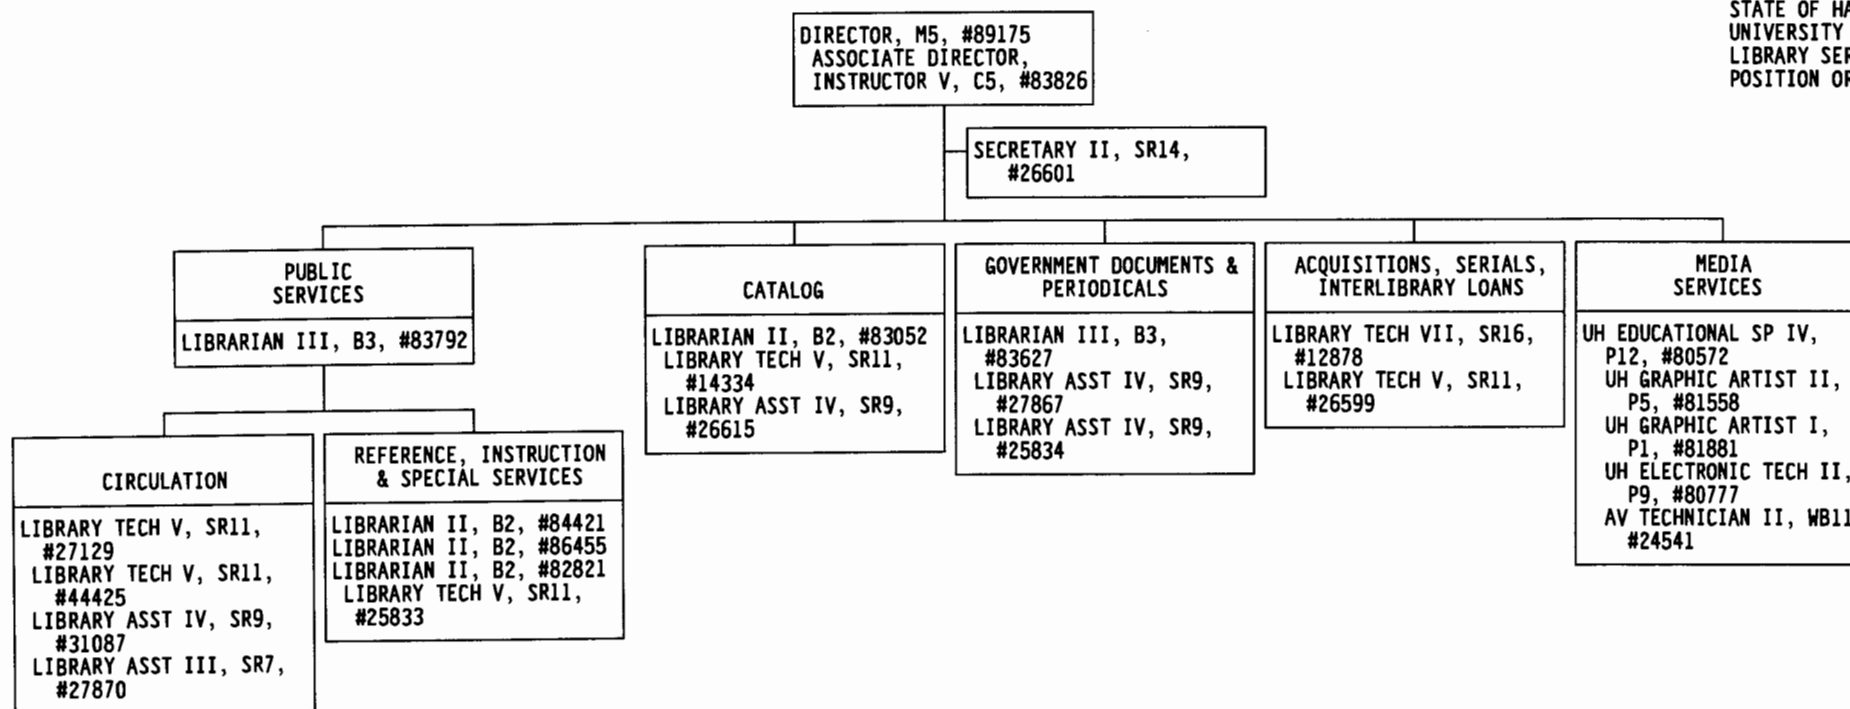 STATE OF HA
UNIVERSITY
LIBRARY SER
POSITION OR
DIRECTOR, M5, #89175
ASSOCIATE DIRECTOR,
INSTRUCTOR V, C5, #83826
SECRETARY II, SR14,
#26601
PUBLIC
SERVICES
LIBRARIAN III, B3, #83792
CATALOG
LIBRARIAN II, B2, #83052
LIBRARY TECH V, SR11,
#14334
LIBRARY ASST IV, SR9,
#26615
GOVERNMENT DOCUMENTS &
PERIODICALS
LIBRARIAN III, B3,
#83627
LIBRARY ASST IV, SR9,
#27867
LIBRARY ASST IV, SR9,
#25834
ACQUISITIONS, SERIALS,
INTERLIBRARY LOANS
LIBRARY TECH VII, SR16,
#12878
LIBRARY TECH V, SR11,
#26599
MEDIA
SERVICES
UH EDUCATIONAL SP IV,
P12, #80572
UH GRAPHIC ARTIST II,
P5, #81558
UH GRAPHIC ARTIST I,
P1, #81881
UH ELECTRONIC TECH II,
P9, #80777
AV TECHNICIAN II, WB11
#24541
CIRCULATION
LIBRARY TECH V, SR11,
#27129
LIBRARY TECH V, SR11,
#44425
LIBRARY ASST IV, SR9,
#31087
LIBRARY ASST III, SR7,
#27870
REFERENCE, INSTRUCTION
& SPECIAL SERVICES
LIBRARIAN II, B2, #84421
LIBRARIAN II, B2, #86455
LIBRARIAN II, B2, #82821
LIBRARY TECH V, SR11,
#25833